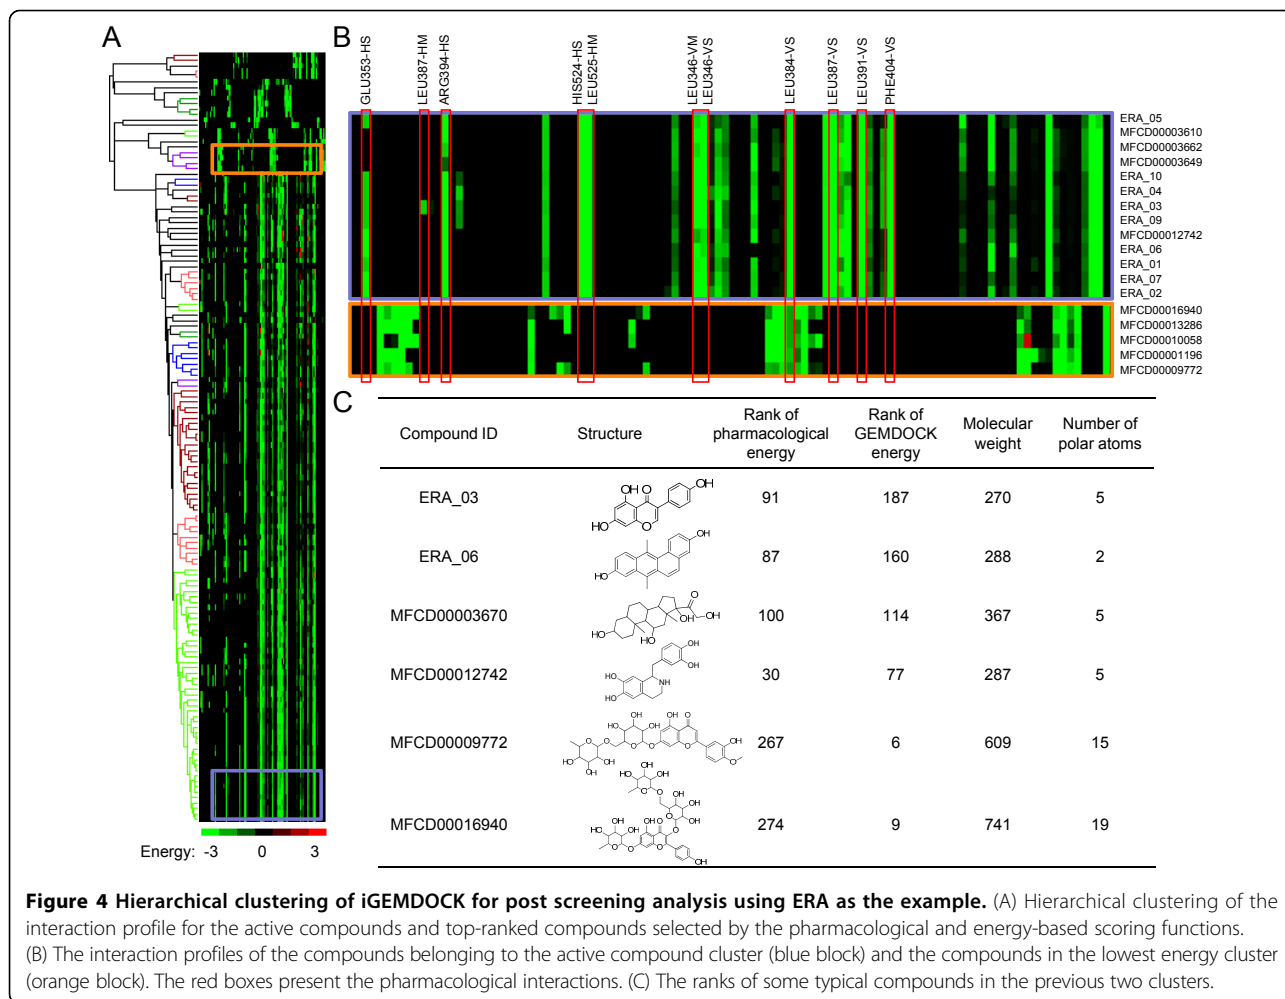 A
B
GLU353-HS
LEU387-HM
ARG394-HS
HIS524-HS
LEU525-HM
LEU346-VM
LEU346-VS
LEU384-VS
LEU387-VS
LEU391-VS
PHE404-VS
ERA_05
MFCD00003610
MFCD00003662
MFCD00003649
ERA_10
ERA_04
ERA_03
ERA_09
MFCD00012742
ERA_06
ERA_01
ERA_07
ERA_02
MFCD00016940
MFCD00013286
MFCD00010058
MFCD00001196
MFCD00009772
Energy: -3 0 3
C
Compound ID Structure Rank of pharmacological energy Rank of GEMDOCK energy Molecular weight Number of polar atoms
ERA_03 91 187 270 5
ERA_06 87 160 288 2
MFCD00003670 100 114 367 5
MFCD00012742 30 77 287 5
MFCD00009772 267 6 609 15
MFCD00016940 274 9 741 19
Figure 4 Hierarchical clustering of iGEMDOCK for post screening analysis using ERA as the example. (A) Hierarchical clustering of the
interaction profile for the active compounds and top-ranked compounds selected by the pharmacological and energy-based scoring functions.
(B) The interaction profiles of the compounds belonging to the active compound cluster (blue block) and the compounds in the lowest energy cluster
(orange block). The red boxes present the pharmacological interactions. (C) The ranks of some typical compounds in the previous two clusters.